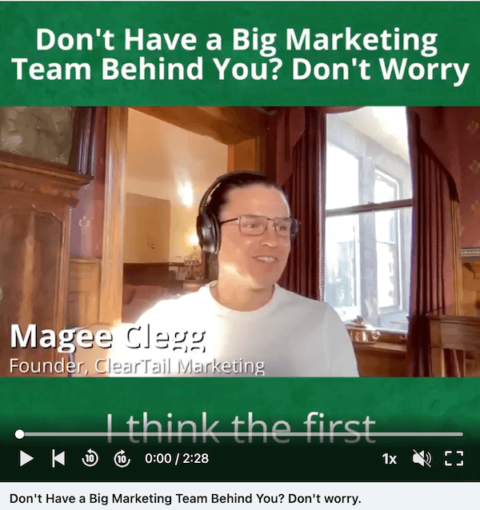 Don't Have a Big Marketing
Team Behind You? Don't Worry
Magee Clegg
Founder, ClearTail Marketing
I think the first
10
10
0:00 / 2:28
1x
Don't Have a Big Marketing Team Behind You? Don't worry.